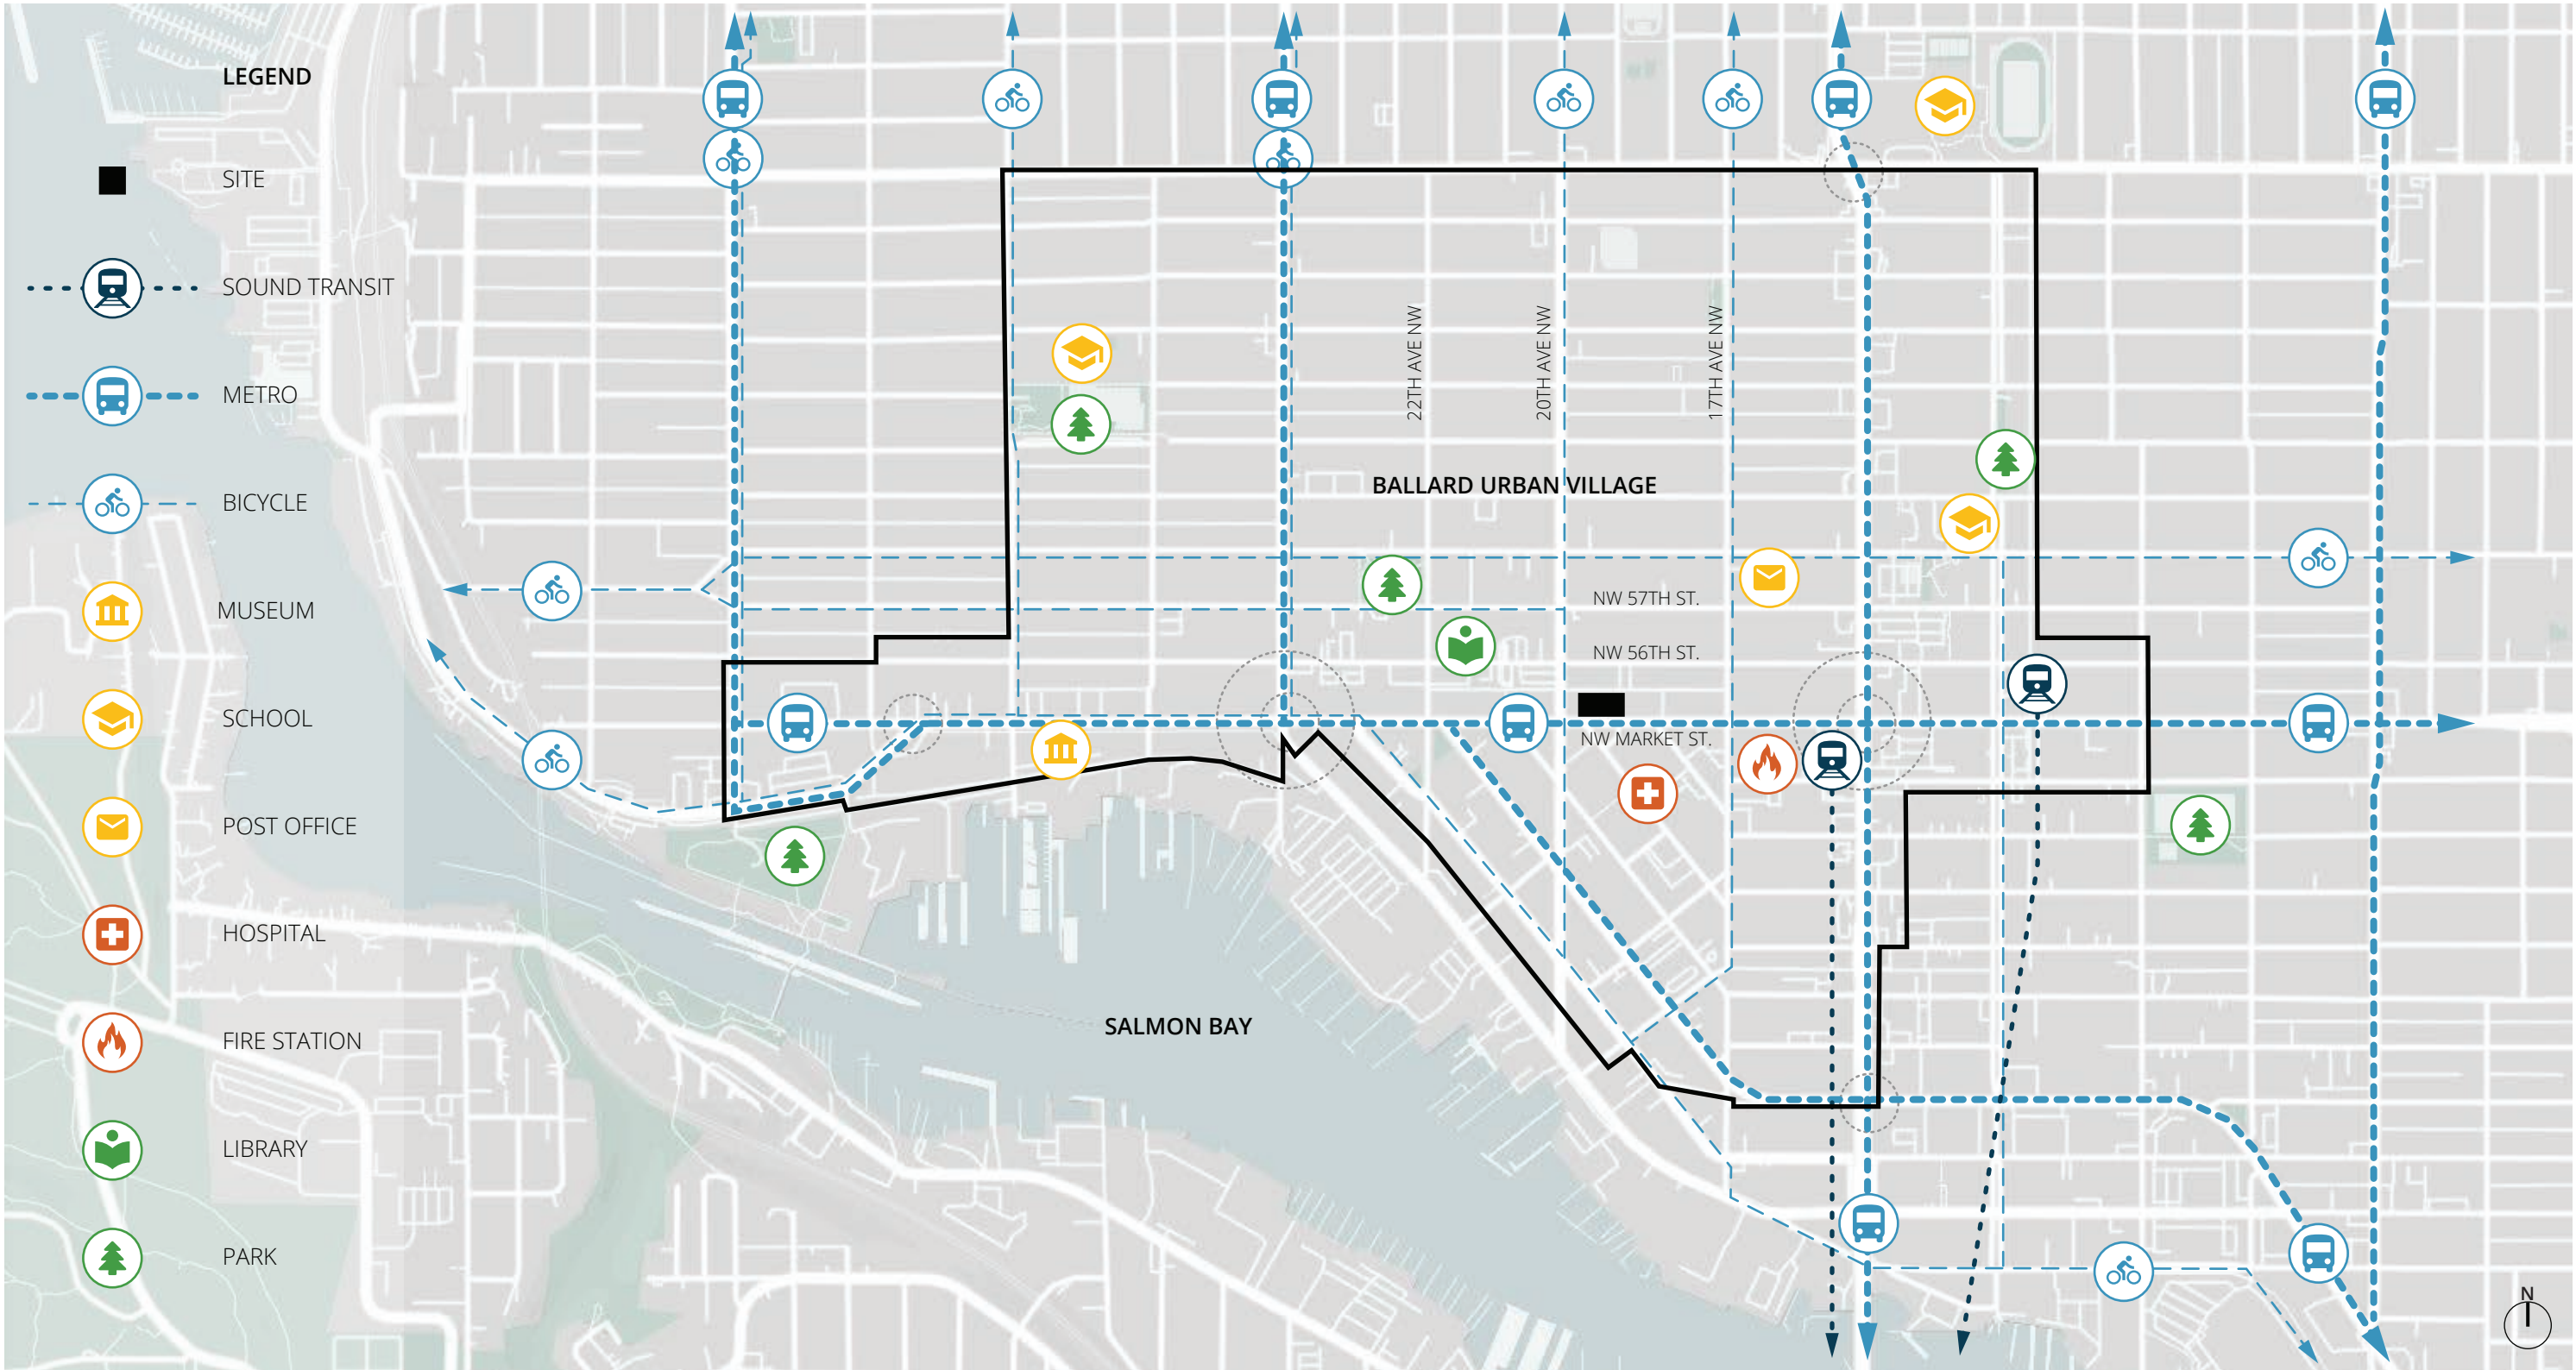 LEGEND
SITE
SOUND TRANSIT
METRO
BICYCLE
MUSEUM
SCHOOL
POST OFFICE
HOSPITAL
FIRE STATION
LIBRARY
PARK
22TH AVE NW
20TH AVE NW
17TH AVE NW
BALLARD URBAN VILLAGE
NW 57TH ST.
NW 56TH ST.
NW MARKET ST.
SALMON BAY
N